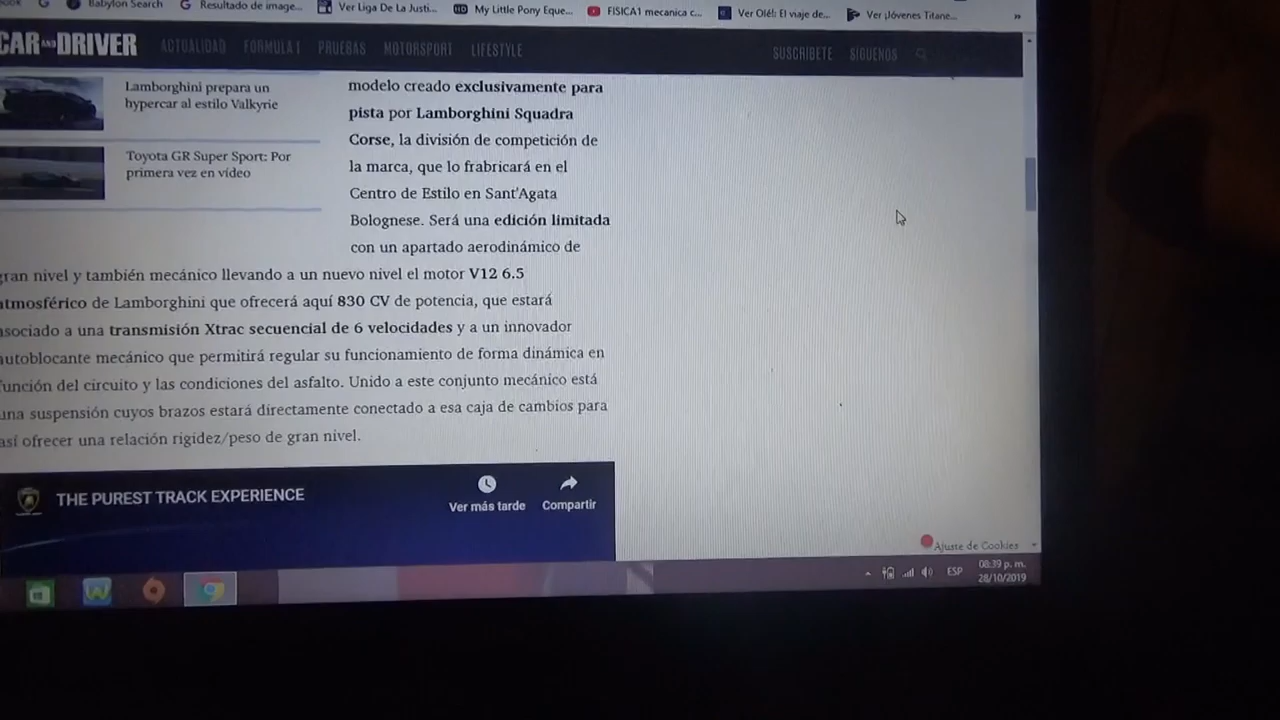 Babylon Search
Resultado de image...
Ver Liga De La Justi...
My Little Pony Eque...
FISICA1 mecanica c...
Ver Olé!: El viaje de...
Ver ¡Jóvenes Titane...
»
CAR AND DRIVER
ACTUALIDAD
FÓRMULA 1
PRUEBAS
MOTORSPORT
LIFESTYLE
SUSCRÍBETE
SÍGUENOS
Lamborghini prepara un
hypercar al estilo Valkyrie
Toyota GR Super Sport: Por
primera vez en vídeo
modelo creado exclusivamente para
pista por Lamborghini Squadra
Corse, la división de competición de
la marca, que lo frabricará en el
Centro de Estilo en Sant'Agata
Bolognese. Será una edición limitada
con un apartado aerodinámico de
gran nivel y también mecánico llevando a un nuevo nivel el motor V12 6.5
atmosférico de Lamborghini que ofrecerá aquí 830 CV de potencia, que estará
asociado a una transmisión Xtrac secuencial de 6 velocidades y a un innovador
autoblocante mecánico que permitirá regular su funcionamiento de forma dinámica en
función del circuito y las condiciones del asfalto. Unido a este conjunto mecánico está
una suspensión cuyos brazos estará directamente conectado a esa caja de cambios para
así ofrecer una relación rigidez/peso de gran nivel.
THE PUREST TRACK EXPERIENCE
Ver más tarde
Compartir
Ajuste de Cookies
ESP
08:39 p. m.
28/10/2019